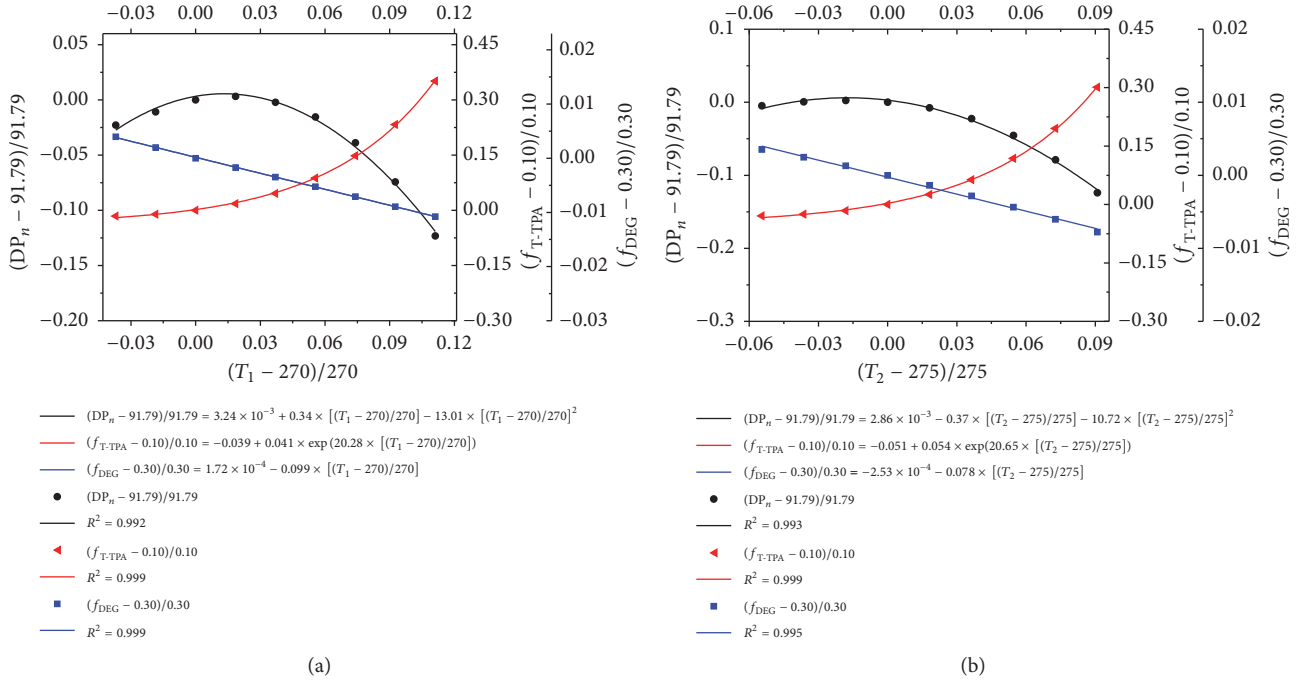 −0.03 0.00 0.03 0.06 0.09 0.12
0.05
0.00
−0.05
−0.10
−0.15
−0.20
(DPn − 91.79)/91.79
0.45
0.30
0.15
0.00
−0.15
−0.30
(fT-TPA − 0.10)/0.10
0.02
0.01
0.00
−0.01
−0.02
−0.03
(fDEG − 0.30)/0.30
−0.03 0.00 0.03 0.06 0.09 0.12
(T1 − 270)/270
(DPn − 91.79)/91.79 = 3.24 × 10^−3 + 0.34 × [(T1 − 270)/270] − 13.01 × [(T1 − 270)/270]^2
(fT-TPA − 0.10)/0.10 = −0.039 + 0.041 × exp(20.28 × [(T1 − 270)/270])
(fDEG − 0.30)/0.30 = 1.72 × 10^−4 − 0.099 × [(T1 − 270)/270]
(DPn − 91.79)/91.79
R^2 = 0.992
(fT-TPA − 0.10)/0.10
R^2 = 0.999
(fDEG − 0.30)/0.30
R^2 = 0.999
(a)
−0.06 −0.03 0.00 0.03 0.06 0.09
0.1
0.0
−0.1
−0.2
−0.3
(DPn − 91.79)/91.79
0.45
0.30
0.15
0.00
−0.15
−0.30
(fT-TPA − 0.10)/0.10
0.02
0.01
0.00
−0.01
−0.02
(fDEG − 0.30)/0.30
−0.06 −0.03 0.00 0.03 0.06 0.09
(T2 − 275)/275
(DPn − 91.79)/91.79 = 2.86 × 10^−3 − 0.37 × [(T2 − 275)/275] − 10.72 × [(T2 − 275)/275]^2
(fT-TPA − 0.10)/0.10 = −0.051 + 0.054 × exp(20.65 × [(T2 − 275)/275])
(fDEG − 0.30)/0.30 = −2.53 × 10^−4 − 0.078 × [(T2 − 275)/275]
(DPn − 91.79)/91.79
R^2 = 0.993
(fT-TPA − 0.10)/0.10
R^2 = 0.999
(fDEG − 0.30)/0.30
R^2 = 0.995
(b)